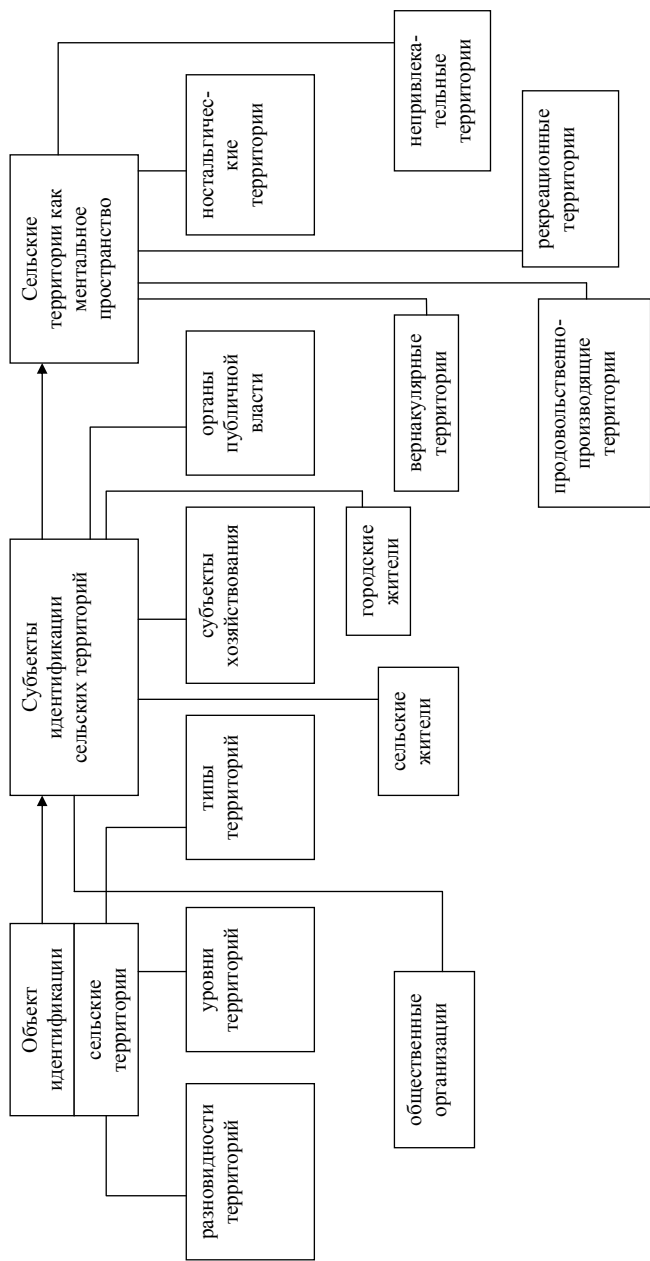 Объект
идентификации
сельские
территории
Субъекты
идентификации
сельских территорий
Сельские
территории как
ментальное
пространство
разновидности
территорий
уровни
территорий
типы
территорий
субъекты
хозяйствования
органы
публичной
власти
ностальгичес-
кие
территории
общественные
организации
сельские
жители
городские
жители
вернакулярные
территории
непривлека-
тельные
территории
продовольственно-
производящие
территории
рекреационные
территории